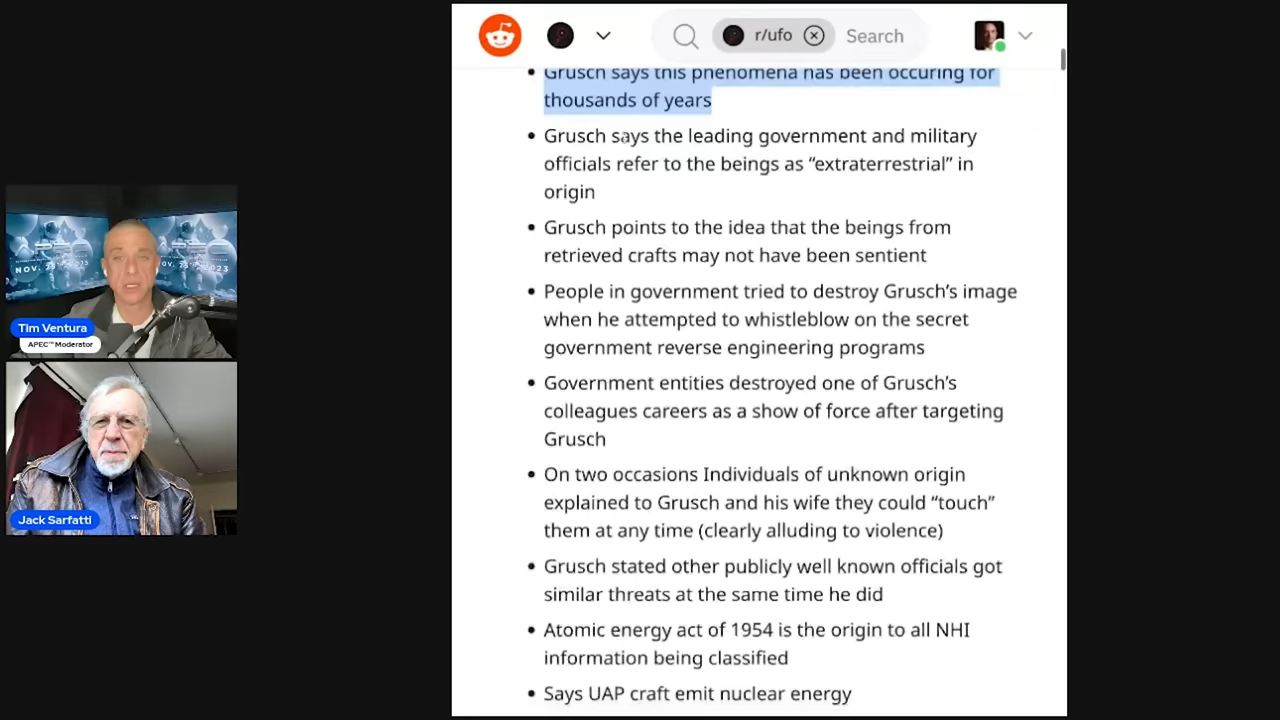 r/ufo
Search
Grusch says this phenomena has been occuring for
thousands of years
Grusch says the leading government and military
officials refer to the beings as “extraterrestrial” in
origin
Grusch points to the idea that the beings from
retrieved crafts may not have been sentient
People in government tried to destroy Grusch’s image
when he attempted to whistleblow on the secret
government reverse engineering programs
Government entities destroyed one of Grusch’s
colleagues careers as a show of force after targeting
Grusch
On two occasions Individuals of unknown origin
explained to Grusch and his wife they could “touch”
them at any time (clearly alluding to violence)
Grusch stated other publicly well known officials got
similar threats at the same time he did
Atomic energy act of 1954 is the origin to all NHI
information being classified
Says UAP craft emit nuclear energy
Tim Ventura
APEC™ Moderator
Jack Sarfatti